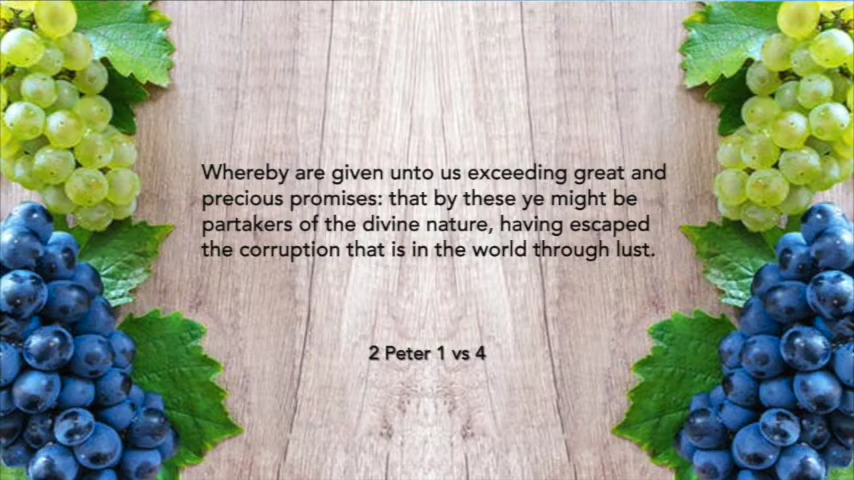 Whereby are given unto us exceeding great and
precious promises: that by these ye might be
partakers of the divine nature, having escaped
the corruption that is in the world through lust.
2 Peter 1 vs 4